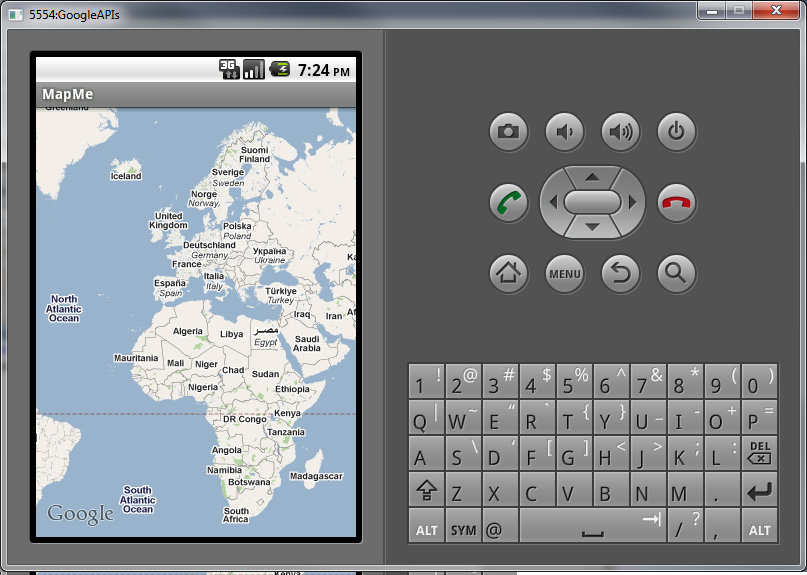 5554:GoogleAPIs
3G 7:24 PM
MapMe
Greenland
Suomi
Finland
Iceland
Sverige
Sweden
Norge
Norway
United
Kingdom
Polska
Poland
Deutschland
Germany
Україна
Ukraine
France
Ka
Italia
Italy
España
Spain
Türkiye
Turkey
North
Atlantic
Ocean
Iraq
Iran
Af
Algeria
Libya
مصر
Egypt
Saudi
Arabia
Mauritania
Mali
Niger
Chad
Sudan
Nigeria
Ethiopia
Kenya
DR Congo
Tanzania
Angola
Namibia
Botswana
Madagascar
South
Atlantic
Ocean
South
Africa
Google
MENU
1 ! 2 @ 3 # 4 $ 5 % 6 ^ 7 & 8 * 9 ( 0 )
Q | W ~ E “ R ` T { Y } U _ I - O + P =
A S \ D ‘ F [ G ] H < J > K ; L : DEL
Z X C V B N M .
ALT SYM @ / ? , ALT